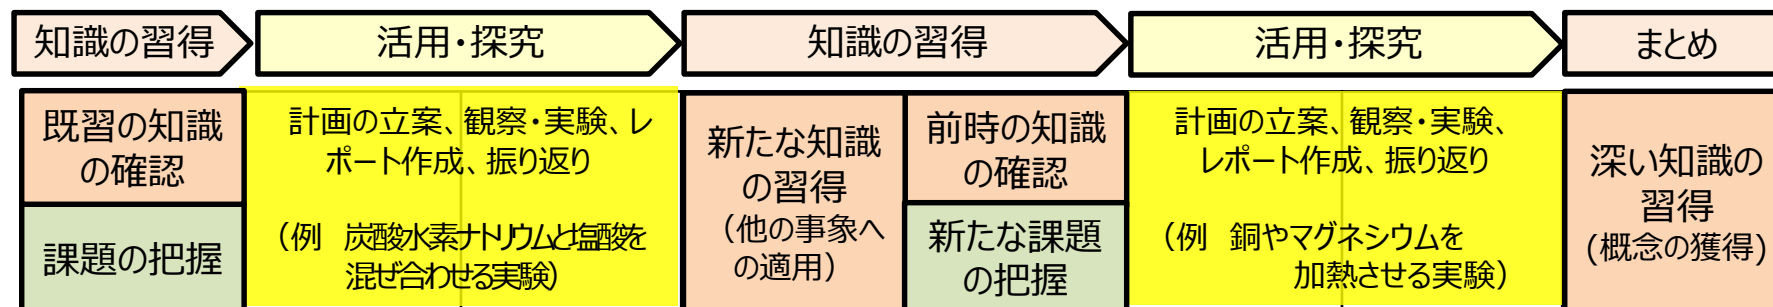 知識の習得
活用・探究
知識の習得
活用・探究
まとめ
既習の知識
の確認
課題の把握
計画の立案、観察・実験、レ
ポート作成、振り返り
（例　炭酸水素ナトリウムと塩酸を
混ぜ合わせる実験）
新たな知識
の習得
（他の事象へ
の適用）
前時の知識
の確認
新たな課題
の把握
計画の立案、観察・実験、
レポート作成、振り返り
（例　銅やマグネシウムを
加熱させる実験）
深い知識の
習得
(概念の獲得)